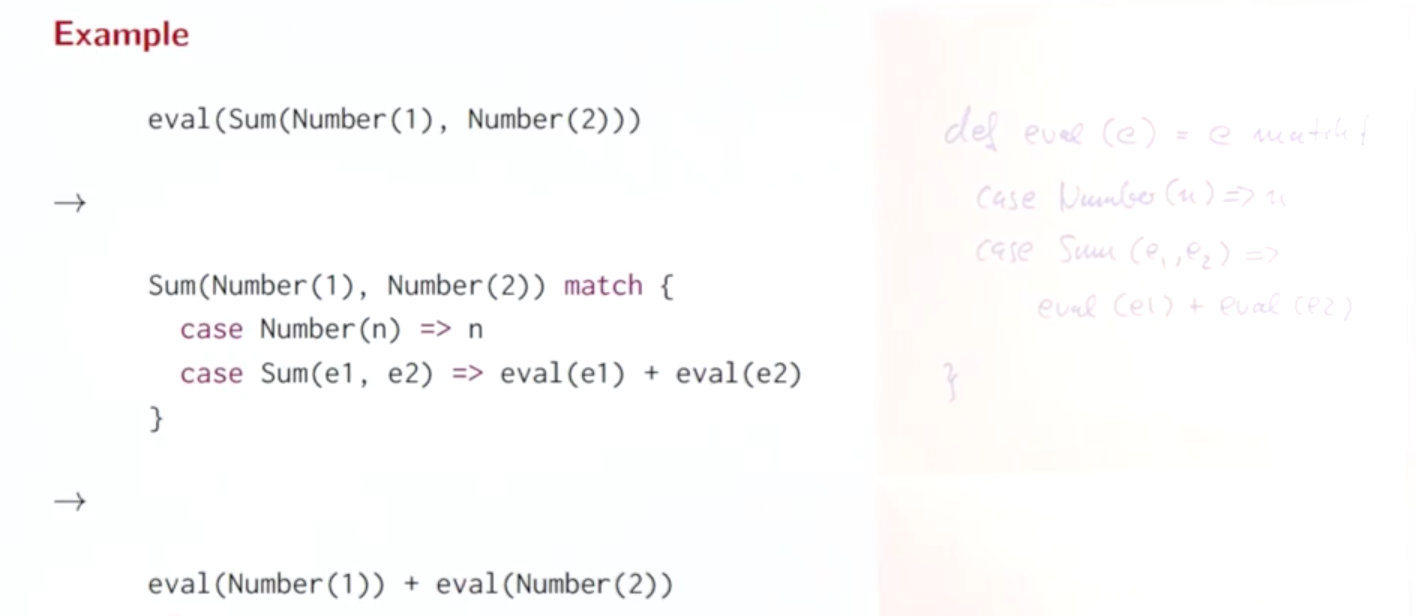 Example
eval(Sum(Number(1), Number(2)))
→
Sum(Number(1), Number(2)) match {
case Number(n) => n
case Sum(e1, e2) => eval(e1) + eval(e2)
}
→
eval(Number(1)) + eval(Number(2))
def eval (e) = e match {
case Number(n) => n
case Sum (e1, e2) =>
eval (e1) + eval (e2)
}